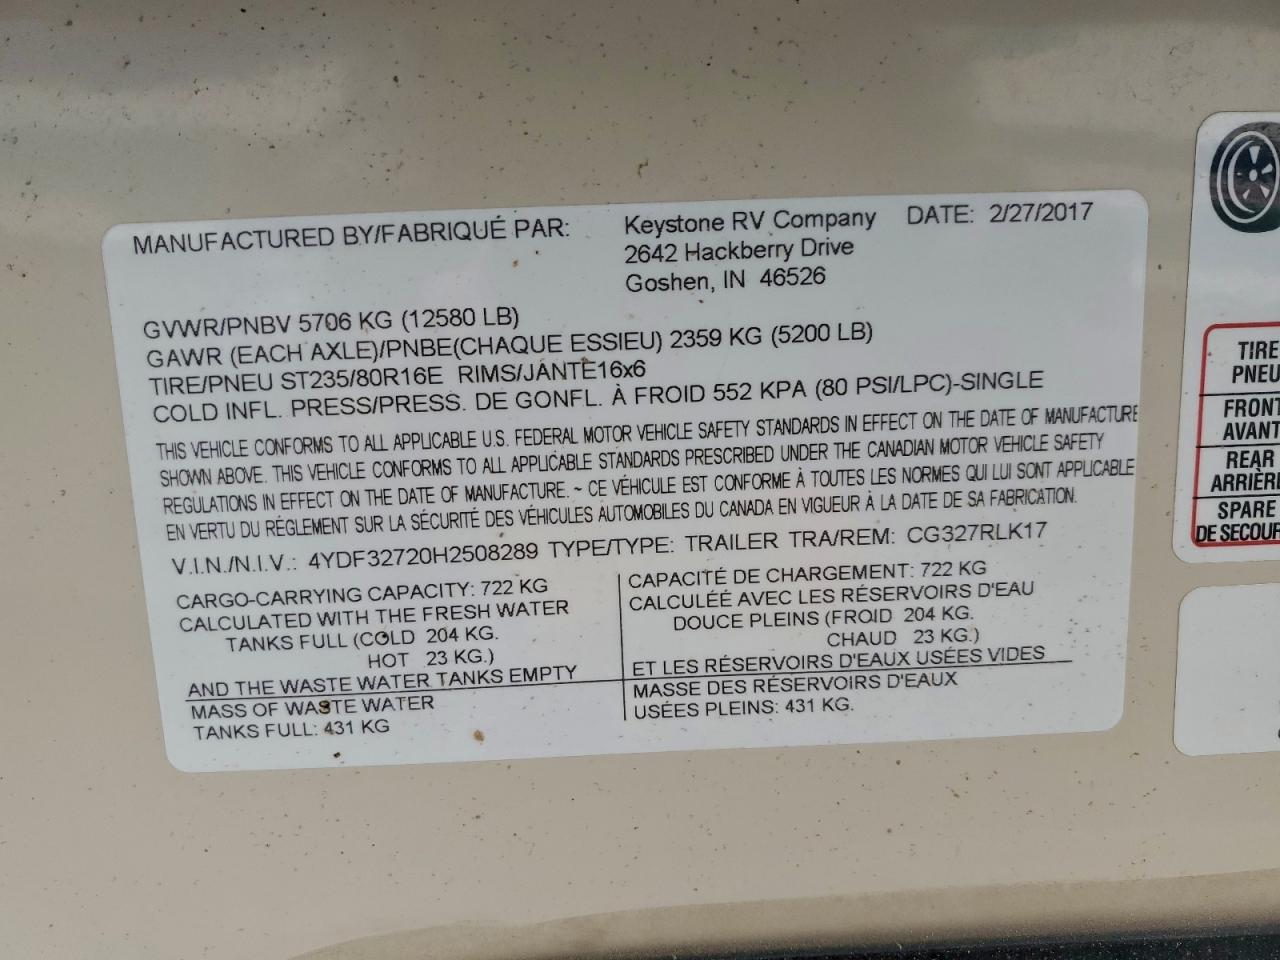 MANUFACTURED BY/FABRIQUÉ PAR: Keystone RV Company DATE: 2/27/2017
2642 Hackberry Drive
Goshen, IN 46526
GVWR/PNBV 5706 KG (12580 LB)
GAWR (EACH AXLE)/PNBE(CHAQUE ESSIEU) 2359 KG (5200 LB)
TIRE/PNEU ST235/80R16E RIMS/JANTE16x6
COLD INFL. PRESS/PRESS. DE GONFL. À FROID 552 KPA (80 PSI/LPC)-SINGLE
THIS VEHICLE CONFORMS TO ALL APPLICABLE U.S. FEDERAL MOTOR VEHICLE SAFETY STANDARDS IN EFFECT ON THE DATE OF MANUFACTURE
SHOWN ABOVE. THIS VEHICLE CONFORMS TO ALL APPLICABLE STANDARDS PRESCRIBED UNDER THE CANADIAN MOTOR VEHICLE SAFETY
REGULATIONS IN EFFECT ON THE DATE OF MANUFACTURE. ~ CE VÉHICULE EST CONFORME À TOUTES LES NORMES QUI LUI SONT APPLICABLE
EN VERTU DU RÉGLEMENT SUR LA SÉCURITÉ DES VÉHICULES AUTOMOBILES DU CANADA EN VIGUEUR À LA DATE DE SA FABRICATION.
V.I.N./N.I.V.: 4YDF32720H2508289 TYPE/TYPE: TRAILER TRA/REM: CG327RLK17
CARGO-CARRYING CAPACITY: 722 KG
CALCULATED WITH THE FRESH WATER
TANKS FULL (COLD 204 KG.
HOT 23 KG.)
AND THE WASTE WATER TANKS EMPTY
MASS OF WASTE WATER
TANKS FULL: 431 KG
CAPACITÉ DE CHARGEMENT: 722 KG
CALCULÉE AVEC LES RÉSERVOIRS D'EAU
DOUCE PLEINS (FROID 204 KG.
CHAUD 23 KG.)
ET LES RÉSERVOIRS D'EAUX USÉES VIDES
MASSE DES RÉSERVOIRS D'EAUX
USÉES PLEINS: 431 KG.
TIRE
PNEU
FRONT
AVANT
REAR
ARRIÈRE
SPARE
DE SECOUR